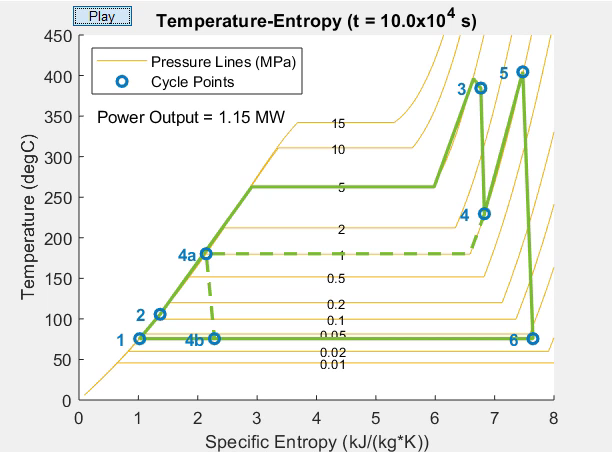 Play
Temperature-Entropy (t = 10.0x10⁴ s)
Pressure Lines (MPa)
Cycle Points
Power Output = 1.15 MW
Temperature (degC)
450
400
350
300
250
200
150
100
50
0
15
10
5
2
1
0.5
0.2
0.1
0.05
0.02
0.01
1
2
3
4
4a
4b
5
6
0 1 2 3 4 5 6 7 8
Specific Entropy (kJ/(kg*K))